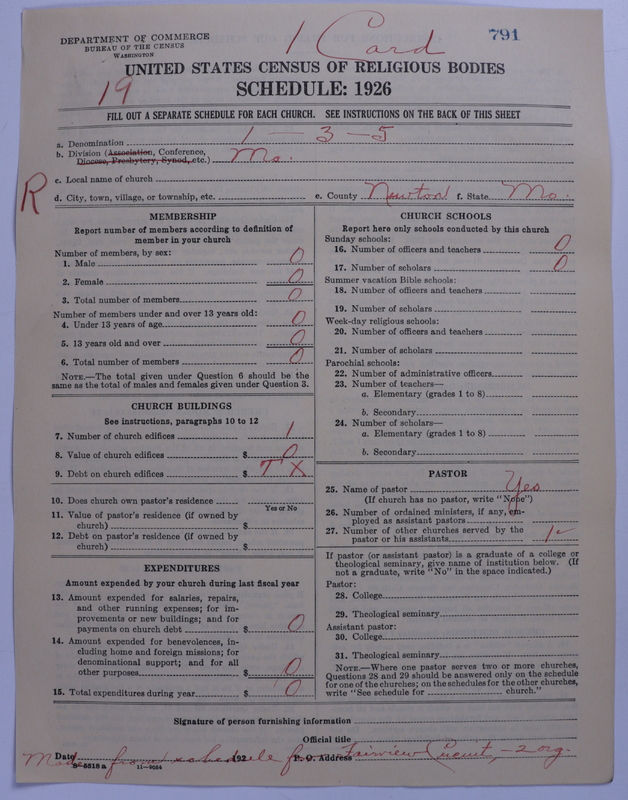 DEPARTMENT OF COMMERCE
BUREAU OF THE CENSUS
WASHINGTON
1 Card
791
UNITED STATES CENSUS OF RELIGIOUS BODIES
19
SCHEDULE: 1926
FILL OUT A SEPARATE SCHEDULE FOR EACH CHURCH. SEE INSTRUCTIONS ON THE BACK OF THIS SHEET
a. Denomination 1 — 3 — 5
b. Division (Association, Conference,
Diocese, Presbytery, Synod, etc.) Mo.
c. Local name of church
R
d. City, town, village, or township, etc. e. County Newton f. State Mo.
MEMBERSHIP
Report number of members according to definition of
member in your church
Number of members, by sex:
1. Male 0
2. Female 0
3. Total number of members 0
Number of members under and over 13 years old:
4. Under 13 years of age 0
5. 13 years old and over 0
6. Total number of members 0
NOTE.—The total given under Question 6 should be the
same as the total of males and females given under Question 3.
CHURCH BUILDINGS
See instructions, paragraphs 10 to 12
7. Number of church edifices 1
8. Value of church edifices $ 0
9. Debt on church edifices $ T X
10. Does church own pastor's residence
Yes or No
11. Value of pastor's residence (if owned by
church) $
12. Debt on pastor's residence (if owned by
church) $
EXPENDITURES
Amount expended by your church during last fiscal year
13. Amount expended for salaries, repairs,
and other running expenses; for im-
provements or new buildings; and for
payments on church debt $ 0
14. Amount expended for benevolences, in-
cluding home and foreign missions; for
denominational support; and for all
other purposes $ 0
15. Total expenditures during year $ 0
CHURCH SCHOOLS
Report here only schools conducted by this church
Sunday schools:
16. Number of officers and teachers 0
17. Number of scholars 0
Summer vacation Bible schools:
18. Number of officers and teachers
19. Number of scholars
Week-day religious schools:
20. Number of officers and teachers
21. Number of scholars
Parochial schools:
22. Number of administrative officers
23. Number of teachers—
a. Elementary (grades 1 to 8)
b. Secondary
24. Number of scholars—
a. Elementary (grades 1 to 8)
b. Secondary
PASTOR
25. Name of pastor Yes
(If church has no pastor, write "None")
26. Number of ordained ministers, if any, em-
ployed as assistant pastors
27. Number of other churches served by the
pastor or his assistants
If pastor (or assistant pastor) is a graduate of a college or
theological seminary, give name of institution below. (If
not a graduate, write "No" in the space indicated.)
Pastor:
28. College
29. Theological seminary
Assistant pastor:
30. College
31. Theological seminary
NOTE.—Where one pastor serves two or more churches,
Questions 28 and 29 should be answered only on the schedule
for one of the churches; on the schedules for the other churches,
write "See schedule for church."
Signature of person furnishing information
Official title
Date 192 P. O. Address
Made from schedule for Fairview Circuit, - 2 org.
8-5518 a 11-9034